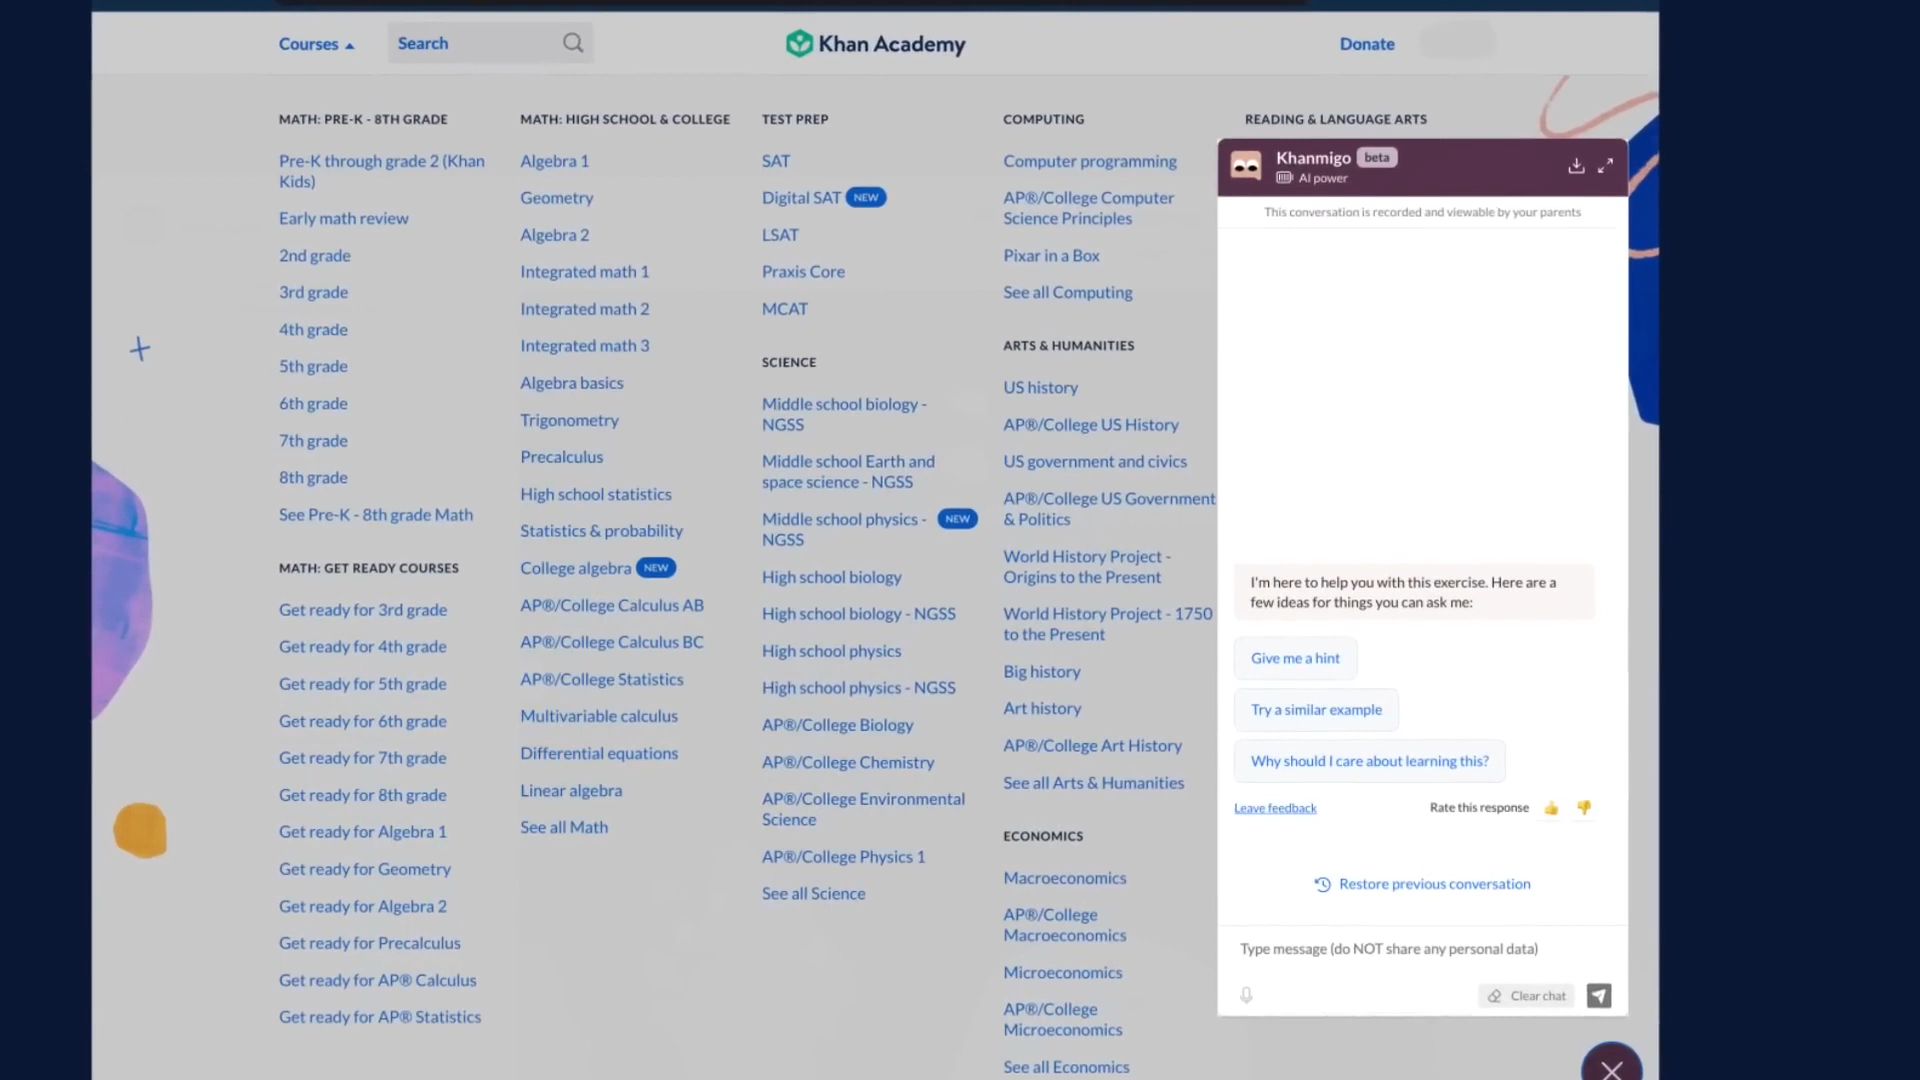 Courses
Search
Khan Academy
Donate
MATH: PRE-K - 8TH GRADE
Pre-K through grade 2 (Khan
Kids)
Early math review
2nd grade
3rd grade
4th grade
5th grade
6th grade
7th grade
8th grade
See Pre-K - 8th grade Math
MATH: GET READY COURSES
Get ready for 3rd grade
Get ready for 4th grade
Get ready for 5th grade
Get ready for 6th grade
Get ready for 7th grade
Get ready for 8th grade
Get ready for Algebra 1
Get ready for Geometry
Get ready for Algebra 2
Get ready for Precalculus
Get ready for AP® Calculus
Get ready for AP® Statistics
MATH: HIGH SCHOOL & COLLEGE
Algebra 1
Geometry
Algebra 2
Integrated math 1
Integrated math 2
Integrated math 3
Algebra basics
Trigonometry
Precalculus
High school statistics
Statistics & probability
College algebra NEW
AP®/College Calculus AB
AP®/College Calculus BC
AP®/College Statistics
Multivariable calculus
Differential equations
Linear algebra
See all Math
TEST PREP
SAT
Digital SAT NEW
LSAT
Praxis Core
MCAT
SCIENCE
Middle school biology -
NGSS
Middle school Earth and
space science - NGSS
Middle school physics - NEW
NGSS
High school biology
High school biology - NGSS
High school physics
High school physics - NGSS
AP®/College Biology
AP®/College Chemistry
AP®/College Environmental
Science
AP®/College Physics 1
See all Science
COMPUTING
Computer programming
AP®/College Computer
Science Principles
Pixar in a Box
See all Computing
ARTS & HUMANITIES
US history
AP®/College US History
US government and civics
AP®/College US Government
& Politics
World History Project -
Origins to the Present
World History Project - 1750
to the Present
Big history
Art history
AP®/College Art History
See all Arts & Humanities
ECONOMICS
Macroeconomics
AP®/College
Macroeconomics
Microeconomics
AP®/College
Microeconomics
See all Economics
READING & LANGUAGE ARTS
Khanmigo beta
AI power
This conversation is recorded and viewable by your parents
I'm here to help you with this exercise. Here are a
few ideas for things you can ask me:
Give me a hint
Try a similar example
Why should I care about learning this?
Leave feedback
Rate this response
Restore previous conversation
Type message (do NOT share any personal data)
Clear chat